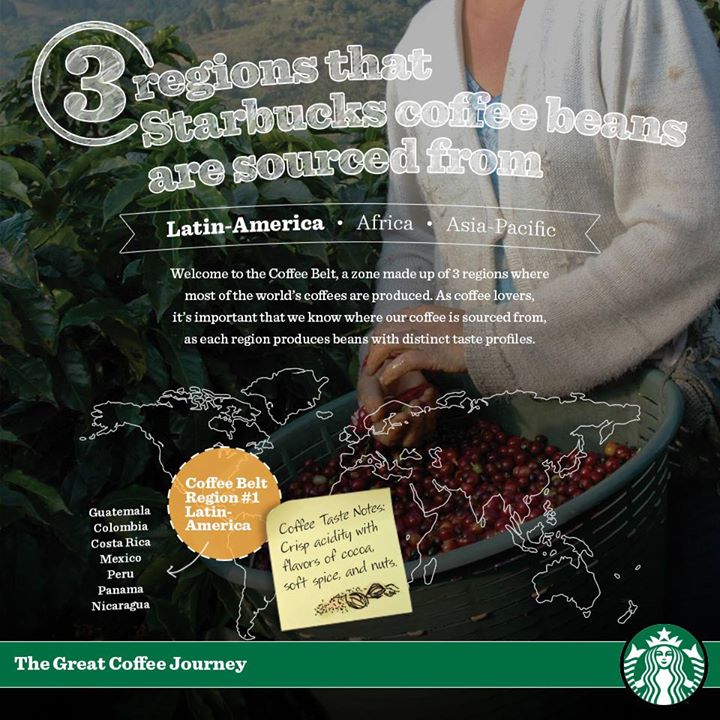 3 regions that
Starbucks coffee beans
are sourced from
Latin-America • Africa • Asia-Pacific
Welcome to the Coffee Belt, a zone made up of 3 regions where
most of the world's coffees are produced. As coffee lovers,
it's important that we know where our coffee is sourced from,
as each region produces beans with distinct taste profiles.
Coffee Belt
Region #1
Latin-
America
Guatemala
Colombia
Costa Rica
Mexico
Peru
Panama
Nicaragua
Coffee Taste Notes:
Crisp acidity with
flavors of cocoa,
soft spice, and nuts.
The Great Coffee Journey